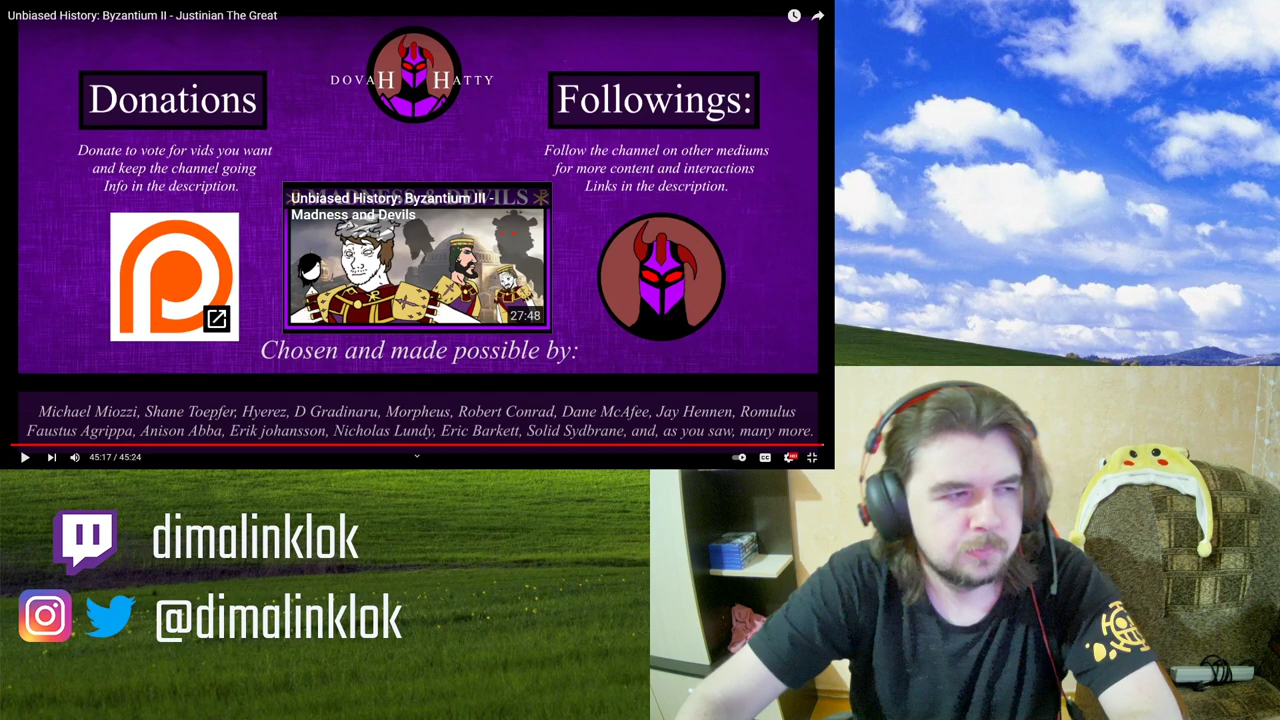 Unbiased History: Byzantium II - Justinian The Great
DOVAH HATTY
Donations
Followings:
Donate to vote for vids you want
and keep the channel going
Info in the description.
Follow the channel on other mediums
for more content and interactions
Links in the description.
Unbiased History: Byzantium III -
Madness and Devils
27:48
Chosen and made possible by:
Michael Miozzi, Shane Toepfer, Hyerez, D Gradinaru, Morpheus, Robert Conrad, Dane McAfee, Jay Hennen, Romulus
Faustus Agrippa, Anison Abba, Erik johansson, Nicholas Lundy, Eric Barkett, Solid Sydbrane, and, as you saw, many more.
45:17 / 45:24
CC
HD
dimalinklok
@dimalinklok